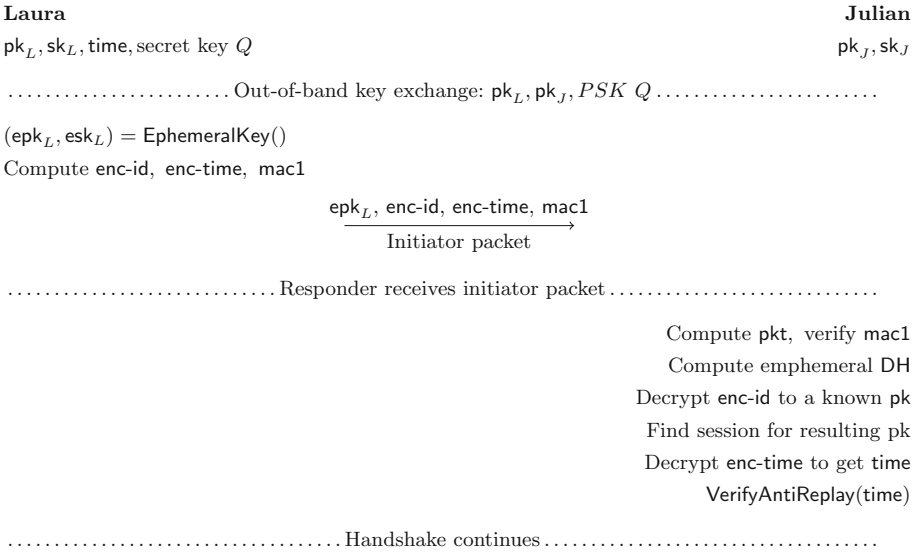 Laura Julian
pk_L, sk_L, time, secret key Q pk_J, sk_J
Out-of-band key exchange: pk_L, pk_J, PSK Q
(epk_L, esk_L) = EphemeralKey()
Compute enc-id, enc-time, mac1
epk_L, enc-id, enc-time, mac1
Initiator packet
Responder receives initiator packet
Compute pkt, verify mac1
Compute emphemeral DH
Decrypt enc-id to a known pk
Find session for resulting pk
Decrypt enc-time to get time
VerifyAntiReplay(time)
Handshake continues